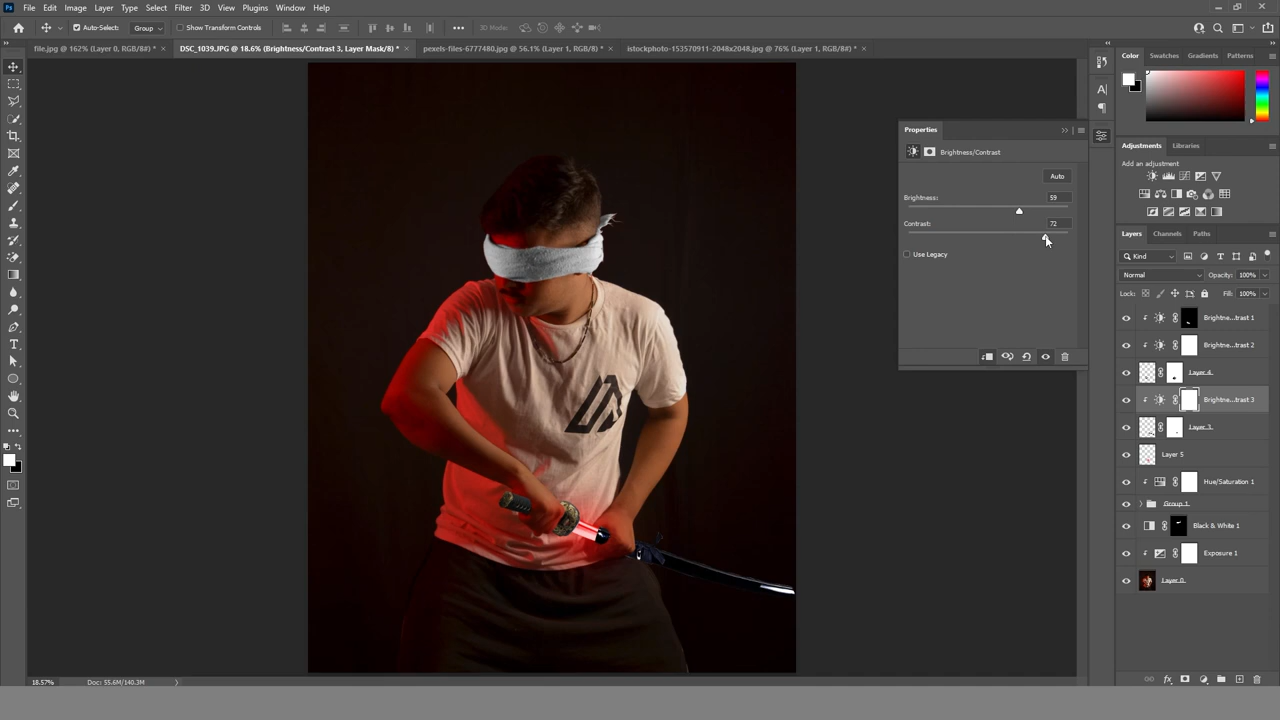 Ps File Edit Image Layer Type Select Filter 3D View Plugins Window Help
Auto-Select: Group Show Transform Controls 3D Mode:
file.jpg @ 162% (Layer 0, RGB/8#) * × DSC_1039.JPG @ 18.6% (Brightness/Contrast 3, Layer Mask/8) * × pexels-files-6777480.jpg @ 56.1% (Layer 1, RGB/8) * × istockphoto-153570911-2048x2048.jpg @ 76% (Layer 1, RGB/8#) * ×
Color Swatches Gradients Patterns
Properties
Brightness/Contrast
Auto
Brightness: 59
Contrast: 72
Use Legacy
Adjustments Libraries
Add an adjustment
Layers Channels Paths
Kind
Normal Opacity: 100%
Lock: Fill: 100%
Brightne...trast 1
Brightne...trast 2
Layer 4
Brightne...trast 3
Layer 3
Layer 5
Hue/Saturation 1
Group 1
Black & White 1
Exposure 1
Layer 0
18.57% Doc: 55.6M/140.3M